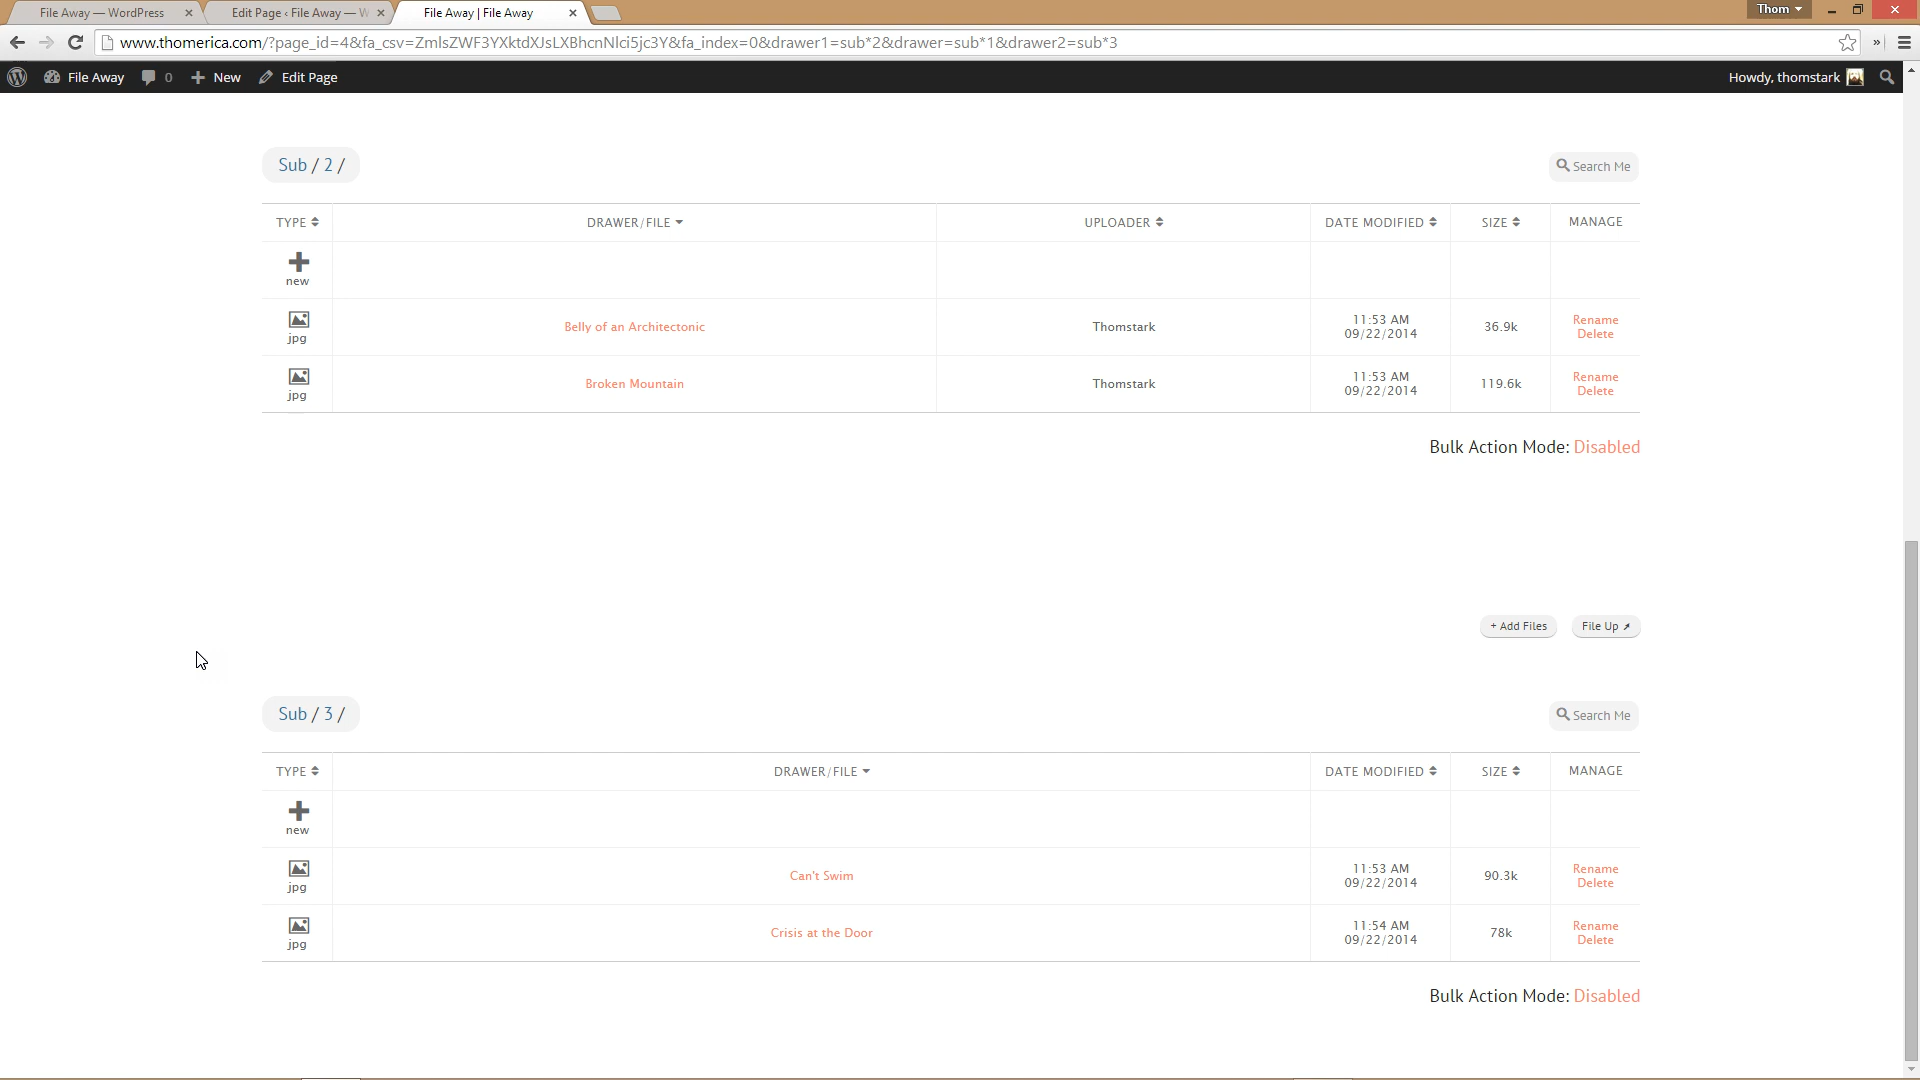 File Away — WordPress
Edit Page ‹ File Away — W
File Away | File Away
Thom
www.thomerica.com/?page_id=4&fa_csv=ZmlsZWF3YXktdXJsLXBhcnNlci5jc3Y&fa_index=0&drawer1=sub*2&drawer=sub*1&drawer2=sub*3
»
File Away
0
New
Edit Page
Howdy, thomstark
Sub / 2 /
Search Me
TYPE DRAWER/FILE UPLOADER DATE MODIFIED SIZE MANAGE
new
jpg
Belly of an Architectonic
Thomstark
11:53 AM
09/22/2014
36.9k
Rename
Delete
jpg
Broken Mountain
Thomstark
11:53 AM
09/22/2014
119.6k
Rename
Delete
Bulk Action Mode: Disabled
+ Add Files
File Up
Sub / 3 /
Search Me
TYPE DRAWER/FILE DATE MODIFIED SIZE MANAGE
new
jpg
Can't Swim
11:53 AM
09/22/2014
90.3k
Rename
Delete
jpg
Crisis at the Door
11:54 AM
09/22/2014
78k
Rename
Delete
Bulk Action Mode: Disabled